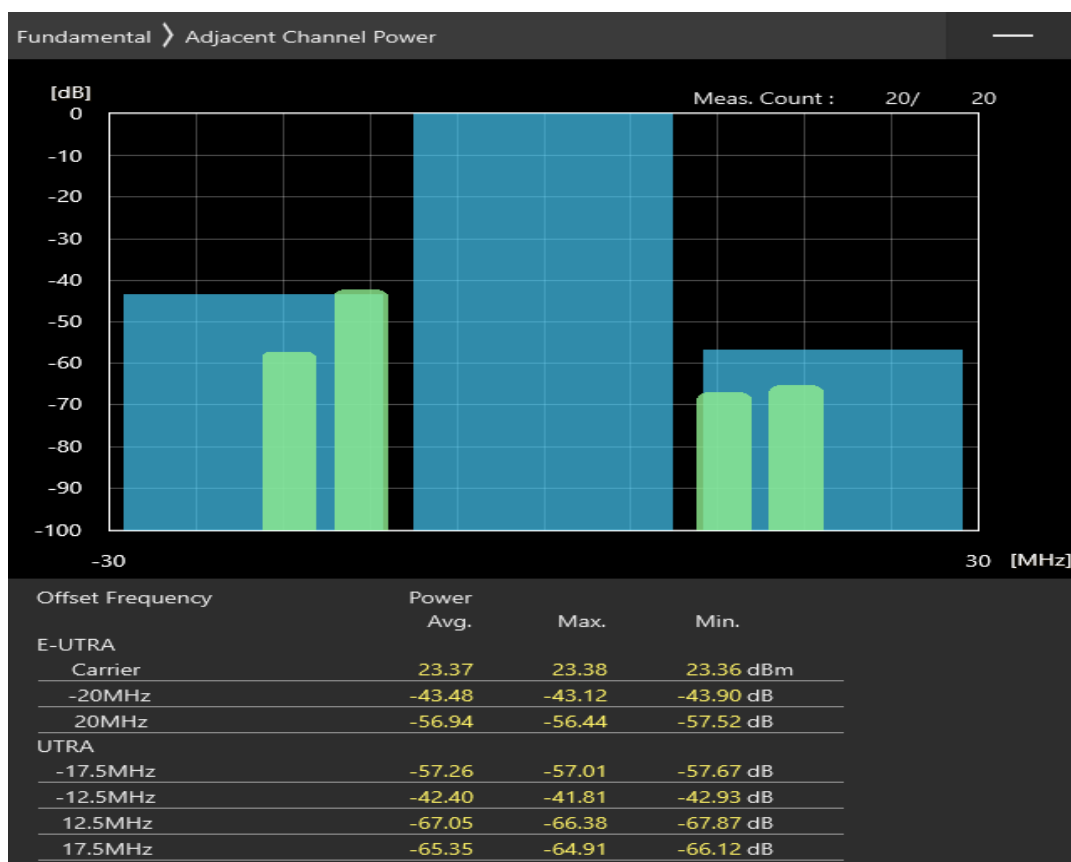 Fundamental ❯ Adjacent Channel Power
[dB]
Meas. Count : 20/ 20
0
-10
-20
-30
-40
-50
-60
-70
-80
-90
-100
-30 30 [MHz]
Offset Frequency Power
Avg. Max. Min.
E-UTRA
Carrier 23.37 23.38 23.36 dBm
-20MHz -43.48 -43.12 -43.90 dB
20MHz -56.94 -56.44 -57.52 dB
UTRA
-17.5MHz -57.26 -57.01 -57.67 dB
-12.5MHz -42.40 -41.81 -42.93 dB
12.5MHz -67.05 -66.38 -67.87 dB
17.5MHz -65.35 -64.91 -66.12 dB